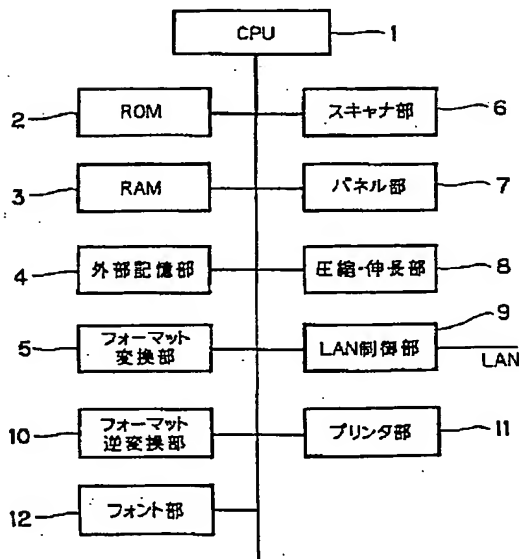 CPU
1
2
ROM
スキャナ部
6
3
RAM
パネル部
7
4
外部記憶部
圧縮・伸長部
8
5
フォーマット
変換部
LAN制御部
9
LAN
10
フォーマット
逆変換部
プリンタ部
11
12
フォント部